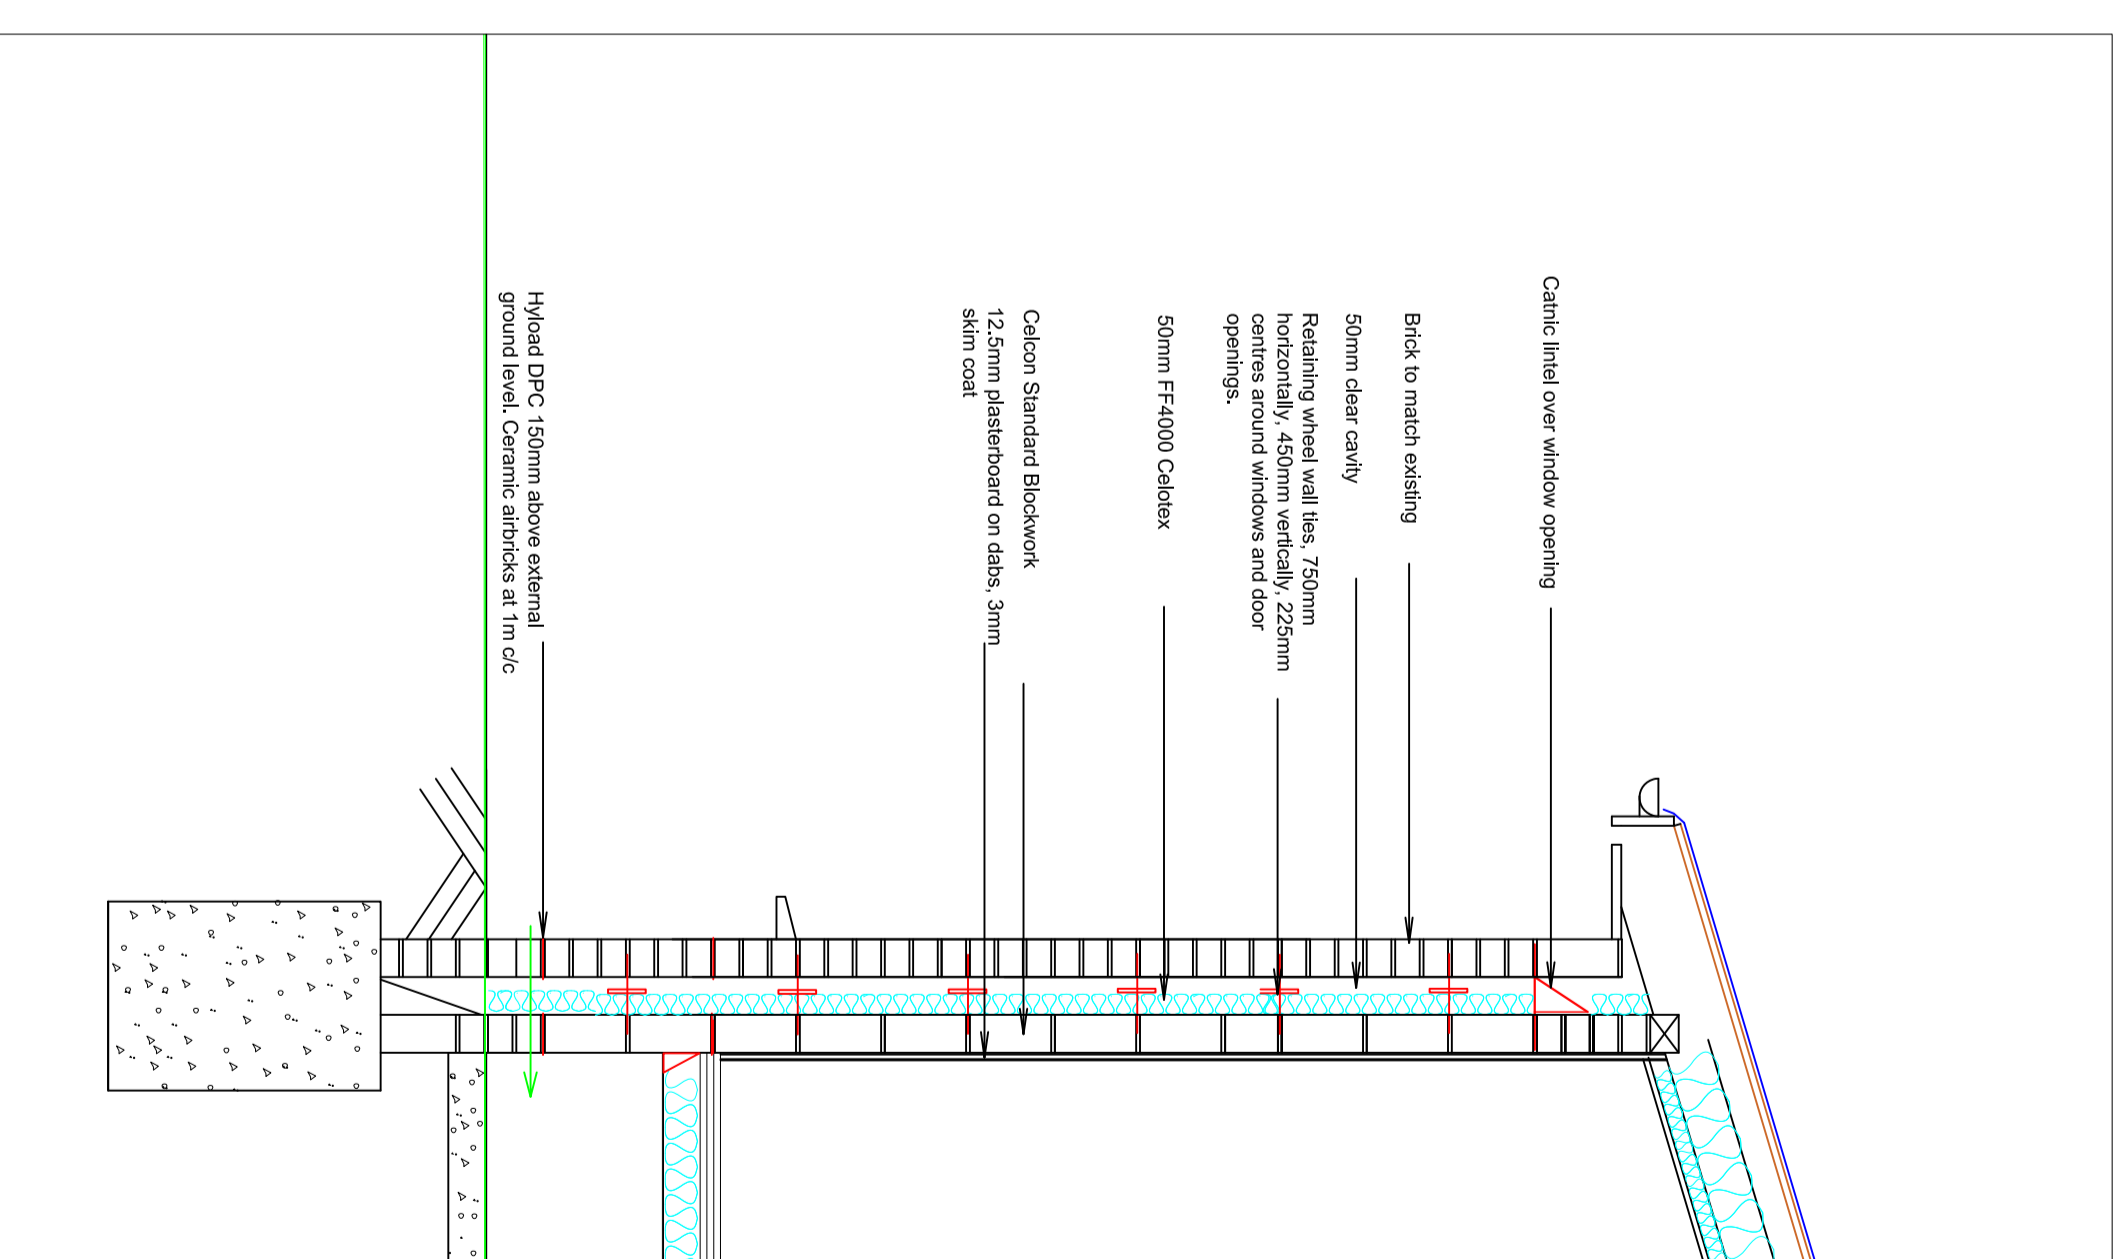 Catnic lintel over window opening
Brick to match existing
50mm clear cavity
Retaining wheel wall ties, 750mm
horizontally, 450mm vertically, 225mm
centres around windows and door
openings.
50mm FF4000 Celotex
Celcon Standard Blockwork
12.5mm plasterboard on dabs, 3mm
skim coat
Hyload DPC 150mm above external
ground level. Ceramic airbricks at 1m c/c